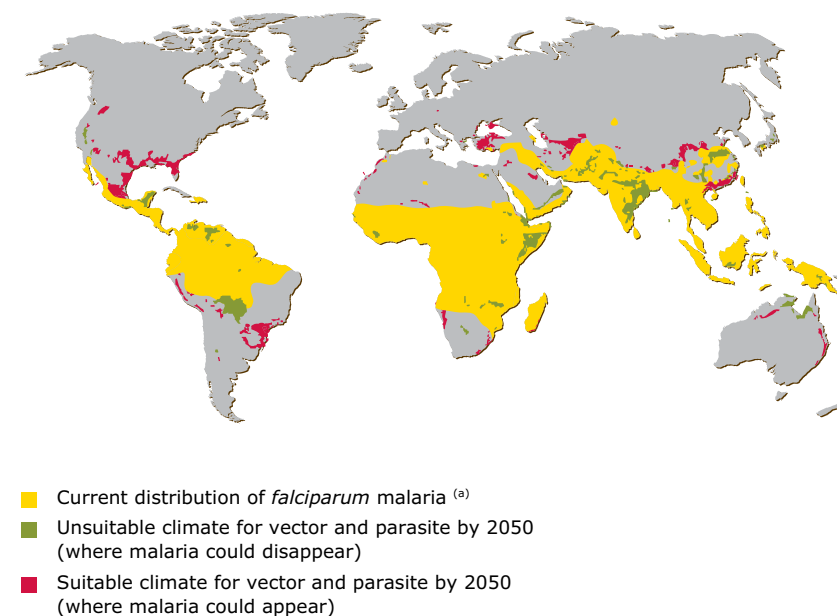 Current distribution of falciparum malaria (a)
Unsuitable climate for vector and parasite by 2050
(where malaria could disappear)
Suitable climate for vector and parasite by 2050
(where malaria could appear)